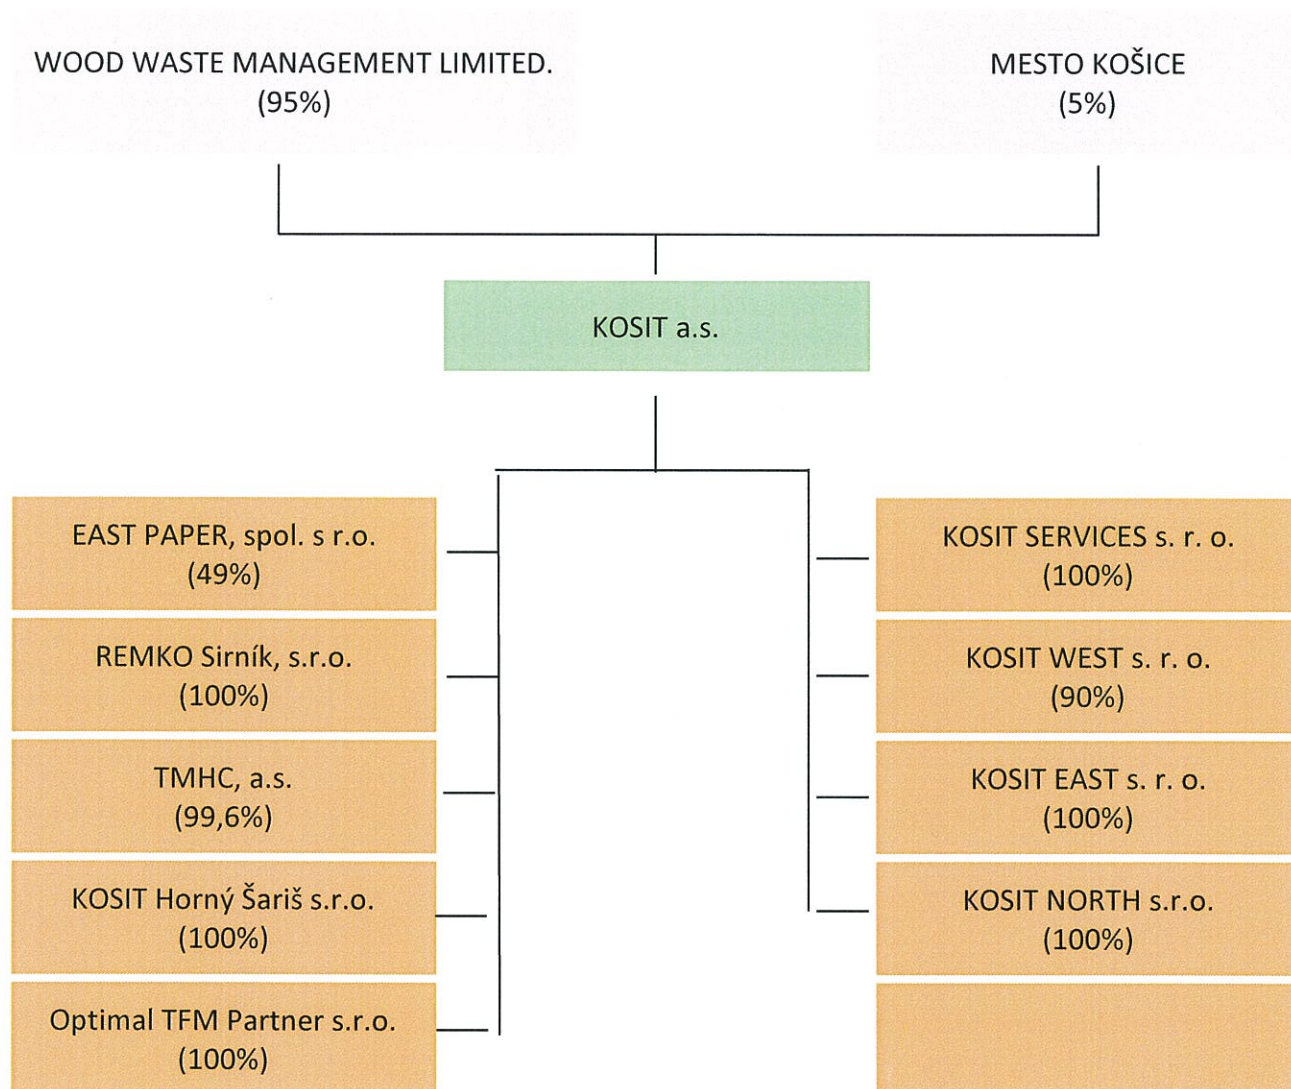 WOOD WASTE MANAGEMENT LIMITED.
(95%)
MESTO KOŠICE
(5%)
KOSIT a.s.
EAST PAPER, spol. s r.o.
(49%)
REMKO Sirník, s.r.o.
(100%)
TMHC, a.s.
(99,6%)
KOSIT Horný Šariš s.r.o.
(100%)
Optimal TFM Partner s.r.o.
(100%)
KOSIT SERVICES s. r. o.
(100%)
KOSIT WEST s. r. o.
(90%)
KOSIT EAST s. r. o.
(100%)
KOSIT NORTH s.r.o.
(100%)